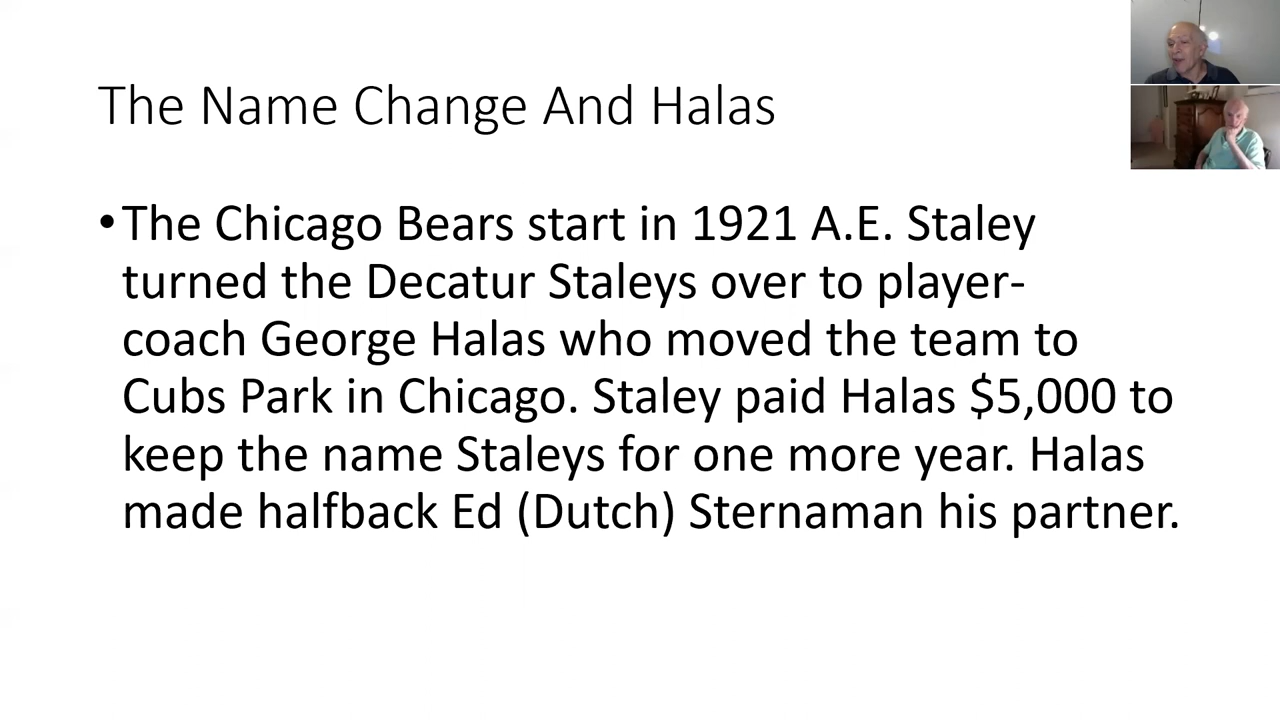 The Name Change And Halas
•The Chicago Bears start in 1921 A.E. Staley
turned the Decatur Staleys over to player-
coach George Halas who moved the team to
Cubs Park in Chicago. Staley paid Halas $5,000 to
keep the name Staleys for one more year. Halas
made halfback Ed (Dutch) Sternaman his partner.